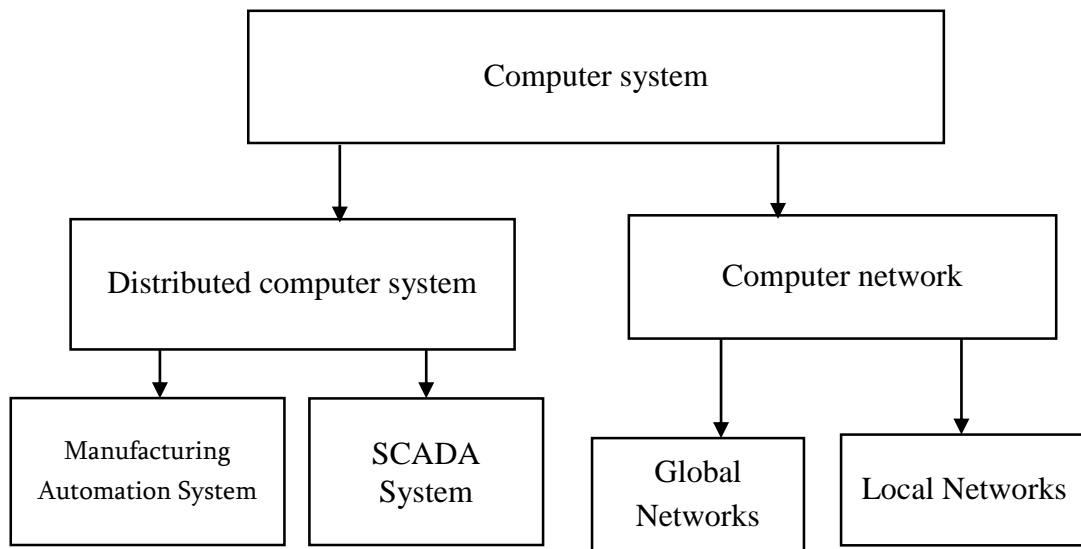 Computer system
Distributed computer system
Computer network
Manufacturing
Automation System
SCADA
System
Global
Networks
Local Networks